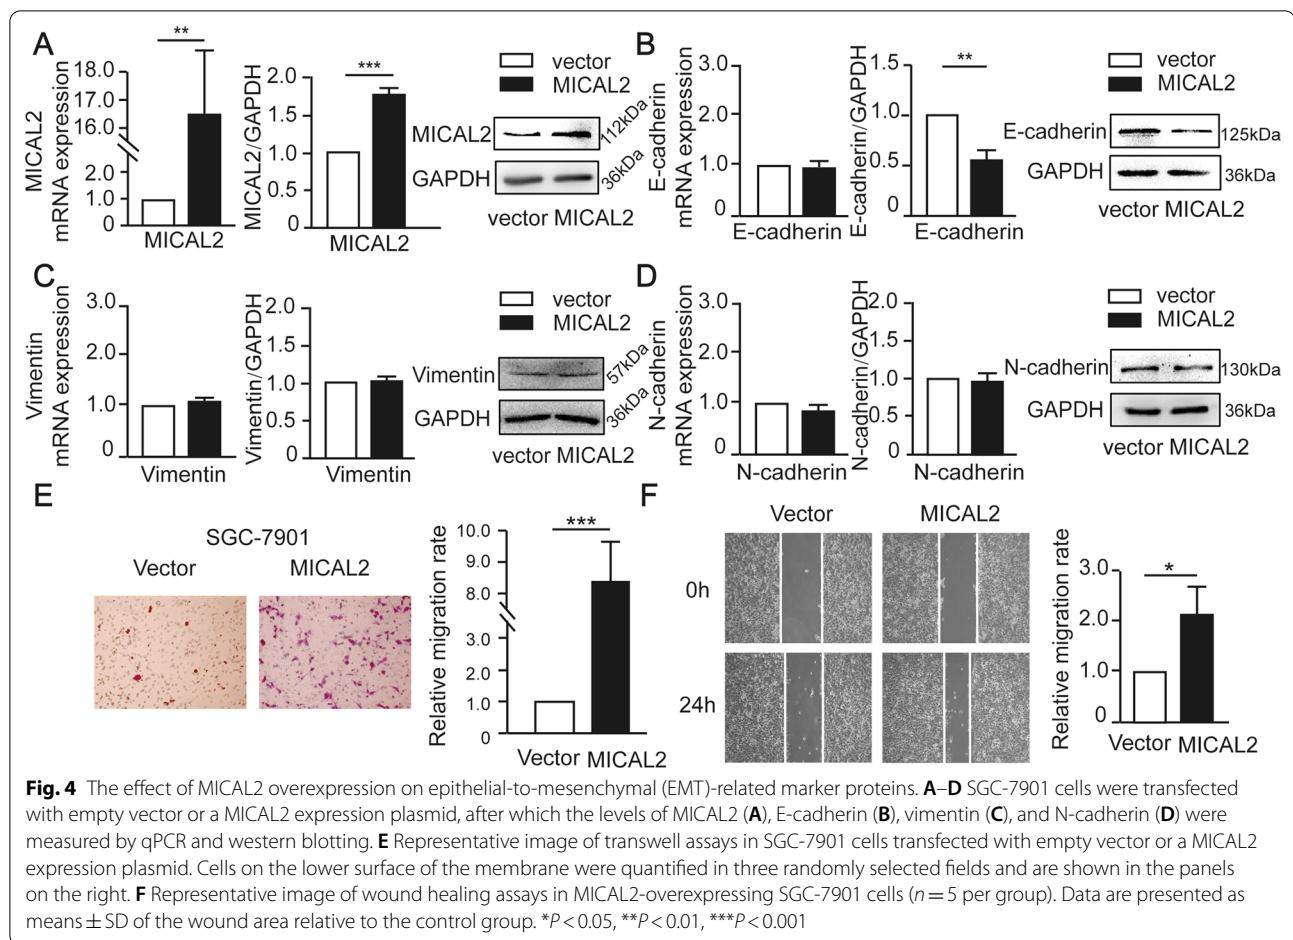 A
**
18.0
17.0
16.0
1.0
0
MICAL2
mRNA expression
MICAL2
***
2.0
1.5
1.0
0.5
0
MICAL2/GAPDH
MICAL2
vector
MICAL2
MICAL2
112kDa
GAPDH
36kDa
vector MICAL2
B
3.0
2.0
1.0
0
E-cadherin
mRNA expression
E-cadherin
**
1.5
1.0
0.5
0
E-cadherin/GAPDH
E-cadherin
vector
MICAL2
E-cadherin
125kDa
GAPDH
36kDa
vector MICAL2
C
3.0
2.0
1.0
0
Vimentin
mRNA expression
Vimentin
2.0
1.5
1.0
0.5
0
Vimentin/GAPDH
Vimentin
vector
MICAL2
Vimentin
57kDa
GAPDH
36kDa
vector MICAL2
D
3.0
2.0
1.0
0
N-cadherin
mRNA expression
N-cadherin
2.0
1.5
1.0
0.5
0
N-cadherin/GAPDH
N-cadherin
vector
MICAL2
N-cadherin
130kDa
GAPDH
36kDa
vector MICAL2
E
SGC-7901
Vector MICAL2
***
10.0
9.0
8.0
3.0
2.0
1.0
0
Relative migration rate
Vector MICAL2
F
Vector MICAL2
0h
24h
*
3.0
2.0
1.0
0
Relative migration rate
Vector MICAL2
Fig. 4 The effect of MICAL2 overexpression on epithelial-to-mesenchymal (EMT)-related marker proteins. A–D SGC-7901 cells were transfected
with empty vector or a MICAL2 expression plasmid, after which the levels of MICAL2 (A), E-cadherin (B), vimentin (C), and N-cadherin (D) were
measured by qPCR and western blotting. E Representative image of transwell assays in SGC-7901 cells transfected with empty vector or a MICAL2
expression plasmid. Cells on the lower surface of the membrane were quantified in three randomly selected fields and are shown in the panels
on the right. F Representative image of wound healing assays in MICAL2-overexpressing SGC-7901 cells (n = 5 per group). Data are presented as
means ± SD of the wound area relative to the control group. *P < 0.05, **P < 0.01, ***P < 0.001